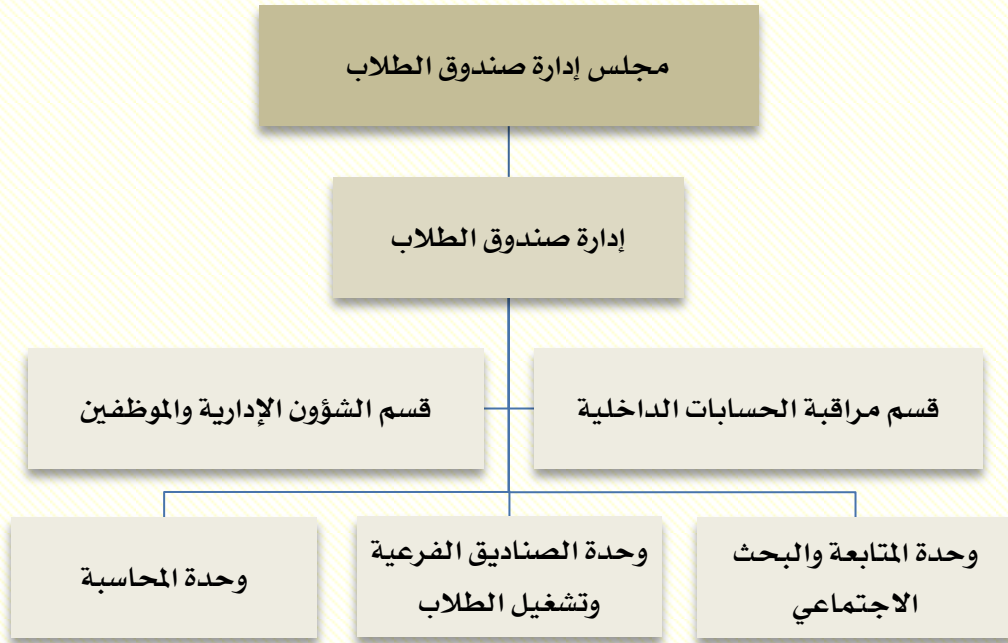 مجلس إدارة صندوق الطلاب
إدارة صندوق الطلاب
قسم مراقبة الحسابات الداخلية
قسم الشؤون الإدارية والموظفين
وحدة المتابعة والبحث
الاجتماعي
وحدة الصناديق الفرعية
وتشغيل الطلاب
وحدة المحاسبة